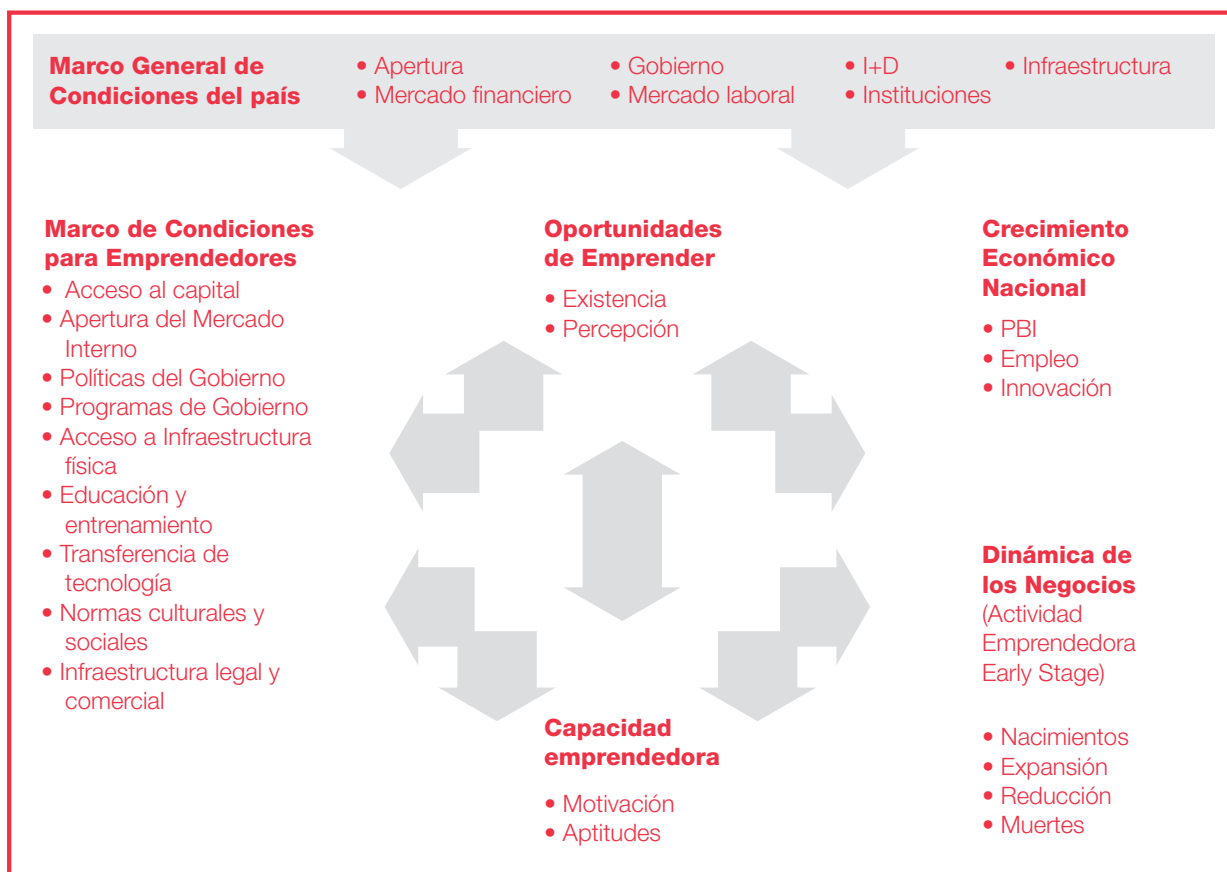 Marco General de
Condiciones del país
• Apertura
• Mercado financiero
• Gobierno
• Mercado laboral
• I+D
• Instituciones
• Infraestructura
Marco de Condiciones
para Emprendedores
• Acceso al capital
• Apertura del Mercado
Interno
• Políticas del Gobierno
• Programas de Gobierno
• Acceso a Infraestructura
física
• Educación y
entrenamiento
• Transferencia de
tecnología
• Normas culturales y
sociales
• Infraestructura legal y
comercial
Oportunidades
de Emprender
• Existencia
• Percepción
Capacidad
emprendedora
• Motivación
• Aptitudes
Crecimiento
Económico
Nacional
• PBI
• Empleo
• Innovación
Dinámica de
los Negocios
(Actividad
Emprendedora
Early Stage)
• Nacimientos
• Expansión
• Reducción
• Muertes